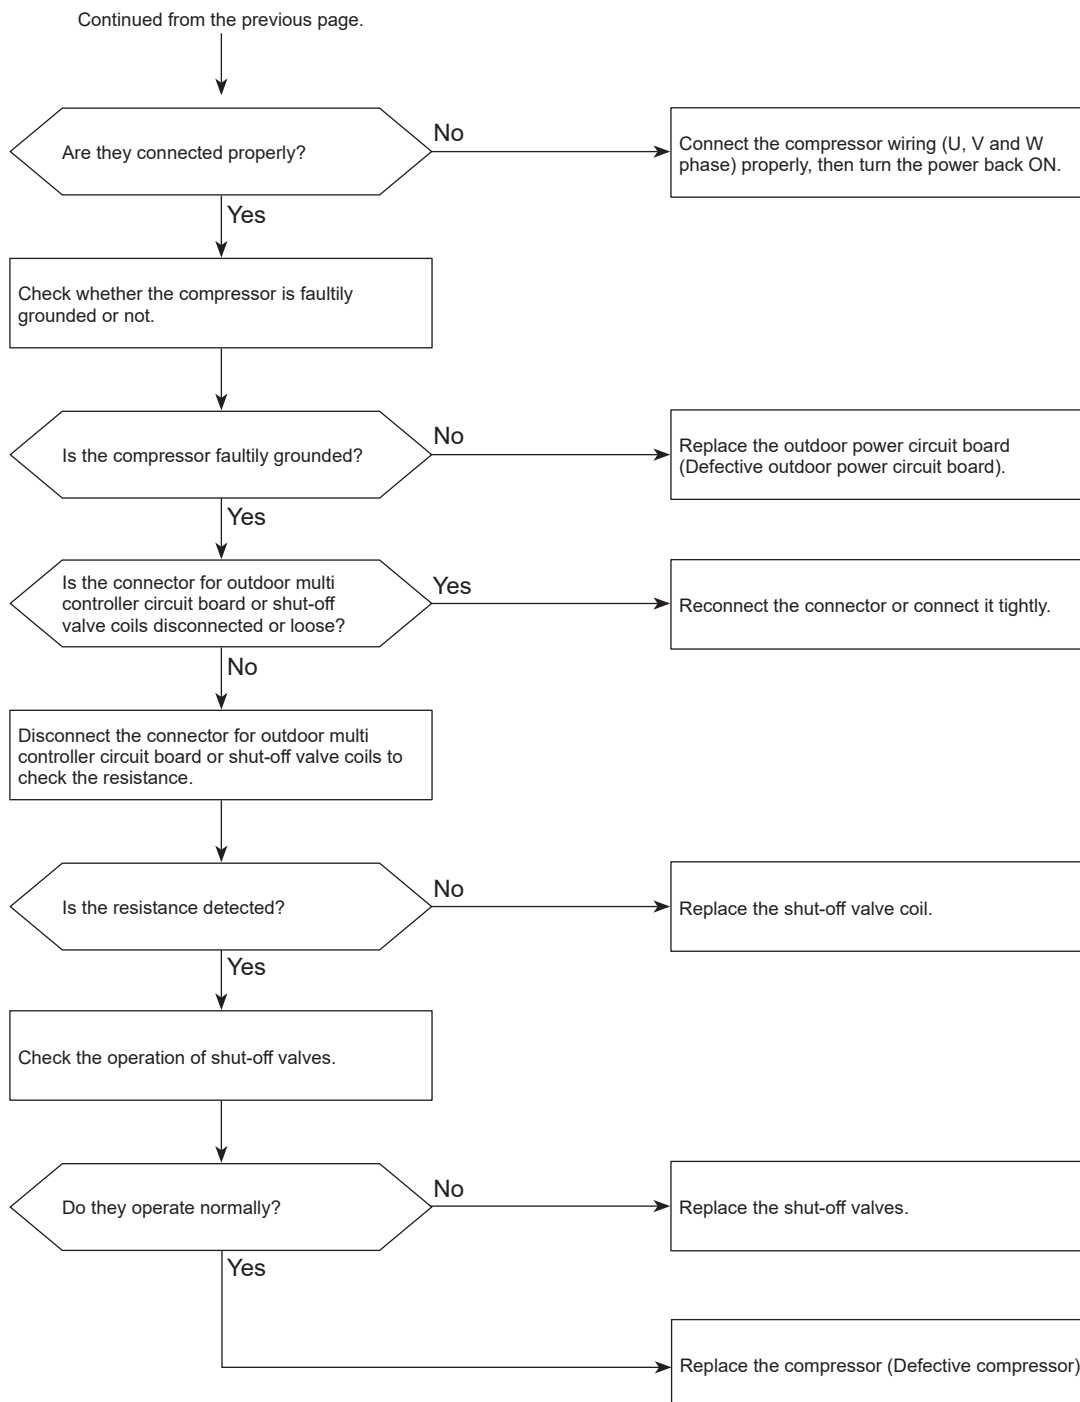 Continued from the previous page.
Are they connected properly?
No
Connect the compressor wiring (U, V and W
phase) properly, then turn the power back ON.
Yes
Check whether the compressor is faultily
grounded or not.
Is the compressor faultily grounded?
No
Replace the outdoor power circuit board
(Defective outdoor power circuit board).
Yes
Is the connector for outdoor multi
controller circuit board or shut-off
valve coils disconnected or loose?
Yes
Reconnect the connector or connect it tightly.
No
Disconnect the connector for outdoor multi
controller circuit board or shut-off valve coils to
check the resistance.
Is the resistance detected?
No
Replace the shut-off valve coil.
Yes
Check the operation of shut-off valves.
Do they operate normally?
No
Replace the shut-off valves.
Yes
Replace the compressor (Defective compressor)